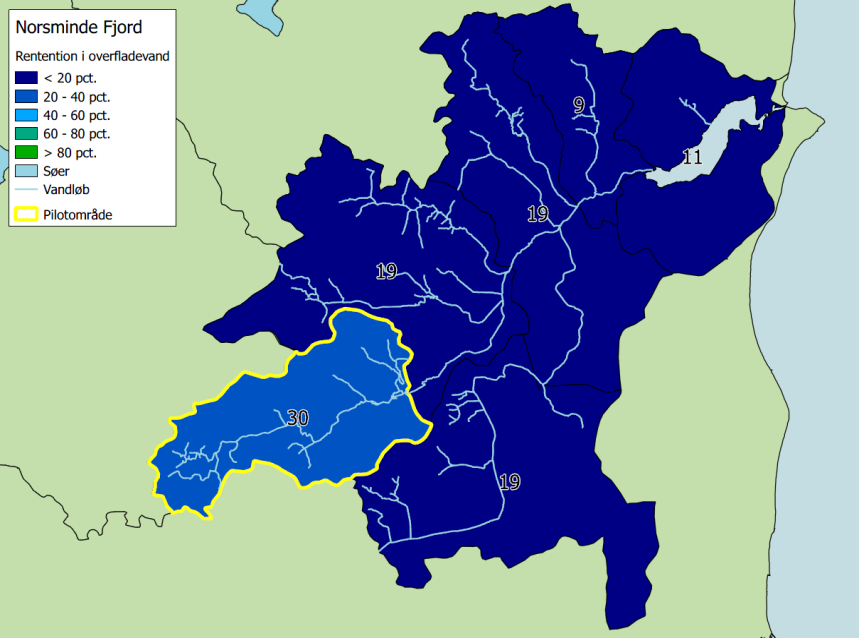 Norsminde Fjord
Rentention i overfladevand
< 20 pct.
20 - 40 pct.
40 - 60 pct.
60 - 80 pct.
> 80 pct.
Søer
Vandløb
Pilotområde
9
11
19
19
30
19